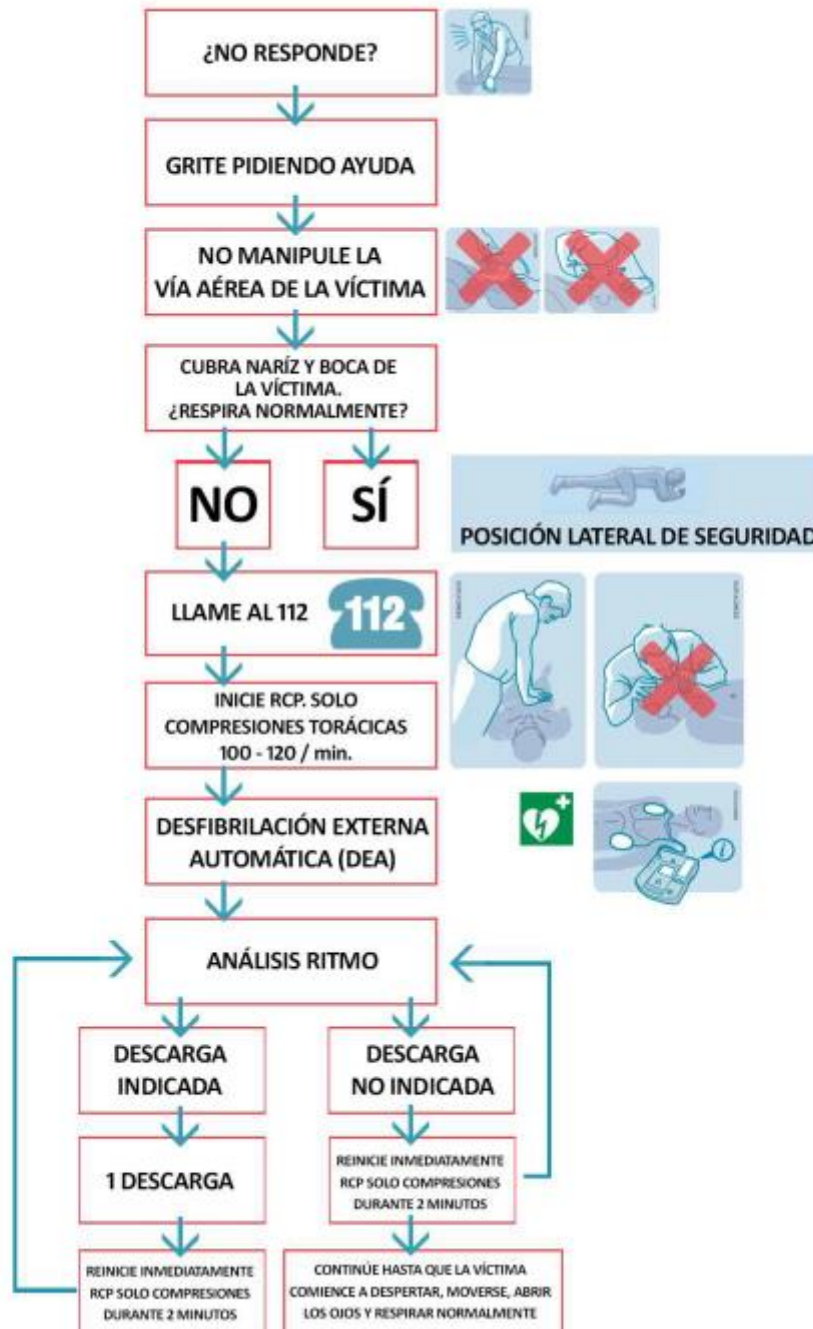 ¿NO RESPONDE?
GRITE PIDIENDO AYUDA
NO MANIPULE LA
VÍA AÉREA DE LA VÍCTIMA
CUBRA NARÍZ Y BOCA DE
LA VÍCTIMA.
¿RESPIRA NORMALMENTE?
NO
SÍ
POSICIÓN LATERAL DE SEGURIDAD
LLAME AL 112
112
INICIE RCP. SOLO
COMPRESIONES TORÁCICAS
100 - 120 / min.
DESFIBRILACIÓN EXTERNA
AUTOMÁTICA (DEA)
ANÁLISIS RITMO
DESCARGA
INDICADA
DESCARGA
NO INDICADA
1 DESCARGA
REINICIE INMEDIATAMENTE
RCP SOLO COMPRESIONES
DURANTE 2 MINUTOS
REINICIE INMEDIATAMENTE
RCP SOLO COMPRESIONES
DURANTE 2 MINUTOS
CONTINÚE HASTA QUE LA VÍCTIMA
COMIENCE A DESPERTAR, MOVERSE, ABRIR
LOS OJOS Y RESPIRAR NORMALMENTE